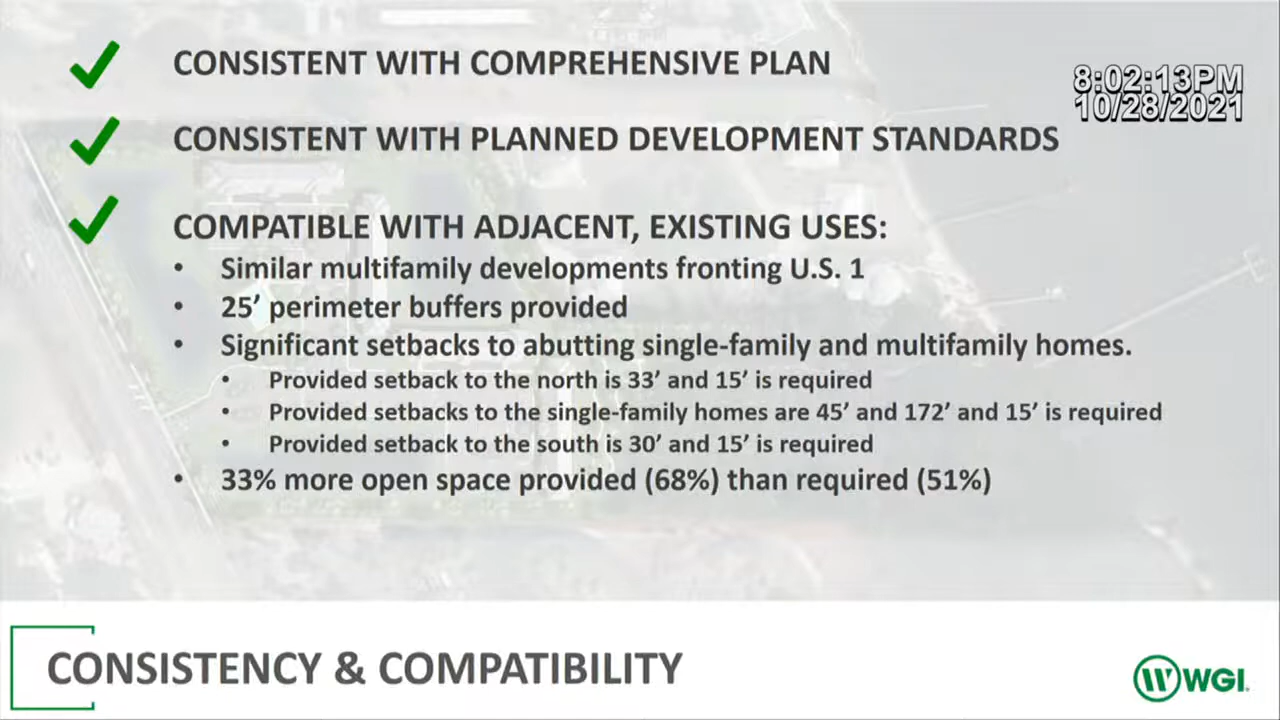 CONSISTENT WITH COMPREHENSIVE PLAN
8:02:13PM
10/28/2021
CONSISTENT WITH PLANNED DEVELOPMENT STANDARDS
COMPATIBLE WITH ADJACENT, EXISTING USES:
• Similar multifamily developments fronting U.S. 1
• 25’ perimeter buffers provided
• Significant setbacks to abutting single-family and multifamily homes.
• Provided setback to the north is 33’ and 15’ is required
• Provided setbacks to the single-family homes are 45’ and 172’ and 15’ is required
• Provided setback to the south is 30’ and 15’ is required
• 33% more open space provided (68%) than required (51%)
CONSISTENCY & COMPATIBILITY
WGI.